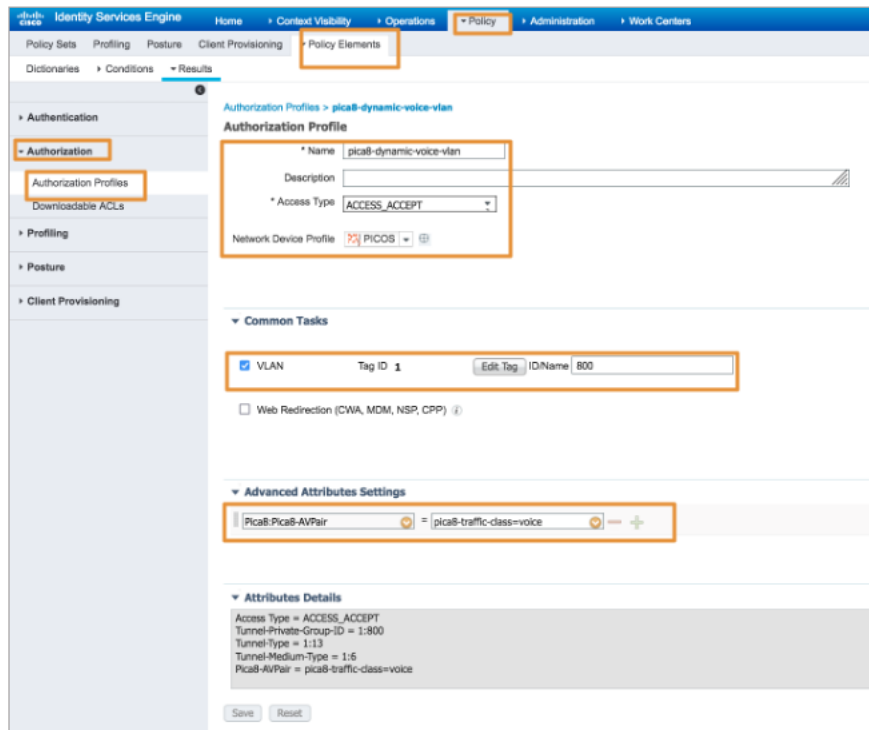 cisco Identity Services Engine Home Context Visibility Operations Policy Administration Work Centers
Policy Sets Profiling Posture Client Provisioning Policy Elements
Dictionaries Conditions Results
Authentication
Authorization
Authorization Profiles
Downloadable ACLs
Profiling
Posture
Client Provisioning
Authorization Profiles > pica8-dynamic-voice-vlan
Authorization Profile
* Name pica8-dynamic-voice-vlan
Description
* Access Type ACCESS_ACCEPT
Network Device Profile PICOS
Common Tasks
VLAN Tag ID 1 Edit Tag ID/Name 800
Web Redirection (CWA, MDM, NSP, CPP) i
Advanced Attributes Settings
Pica8:Pica8-AVPair = pica8-traffic-class=voice
Attributes Details
Access Type = ACCESS_ACCEPT
Tunnel-Private-Group-ID = 1:800
Tunnel-Type = 1:13
Tunnel-Medium-Type = 1:6
Pica8-AVPair = pica8-traffic-class=voice
Save Reset